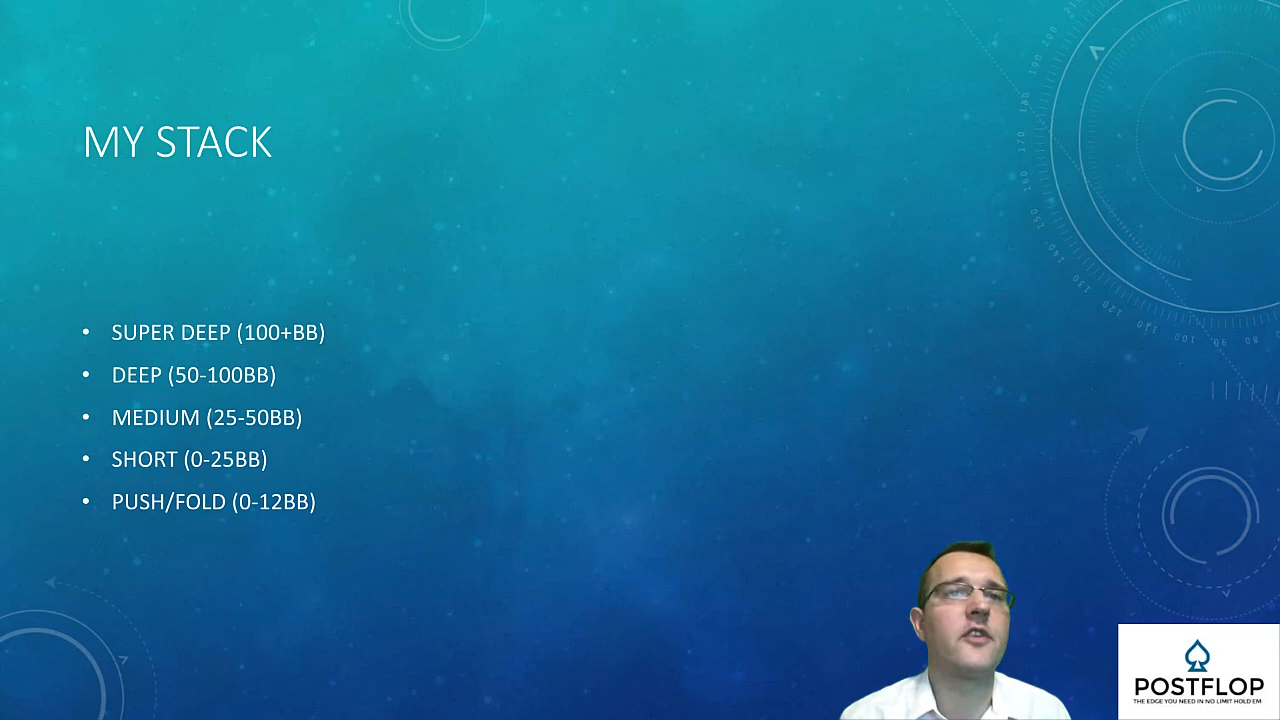 MY STACK
• SUPER DEEP (100+BB)
• DEEP (50-100BB)
• MEDIUM (25-50BB)
• SHORT (0-25BB)
• PUSH/FOLD (0-12BB)
POSTFLOP
THE EDGE YOU NEED IN NO LIMIT HOLD EM